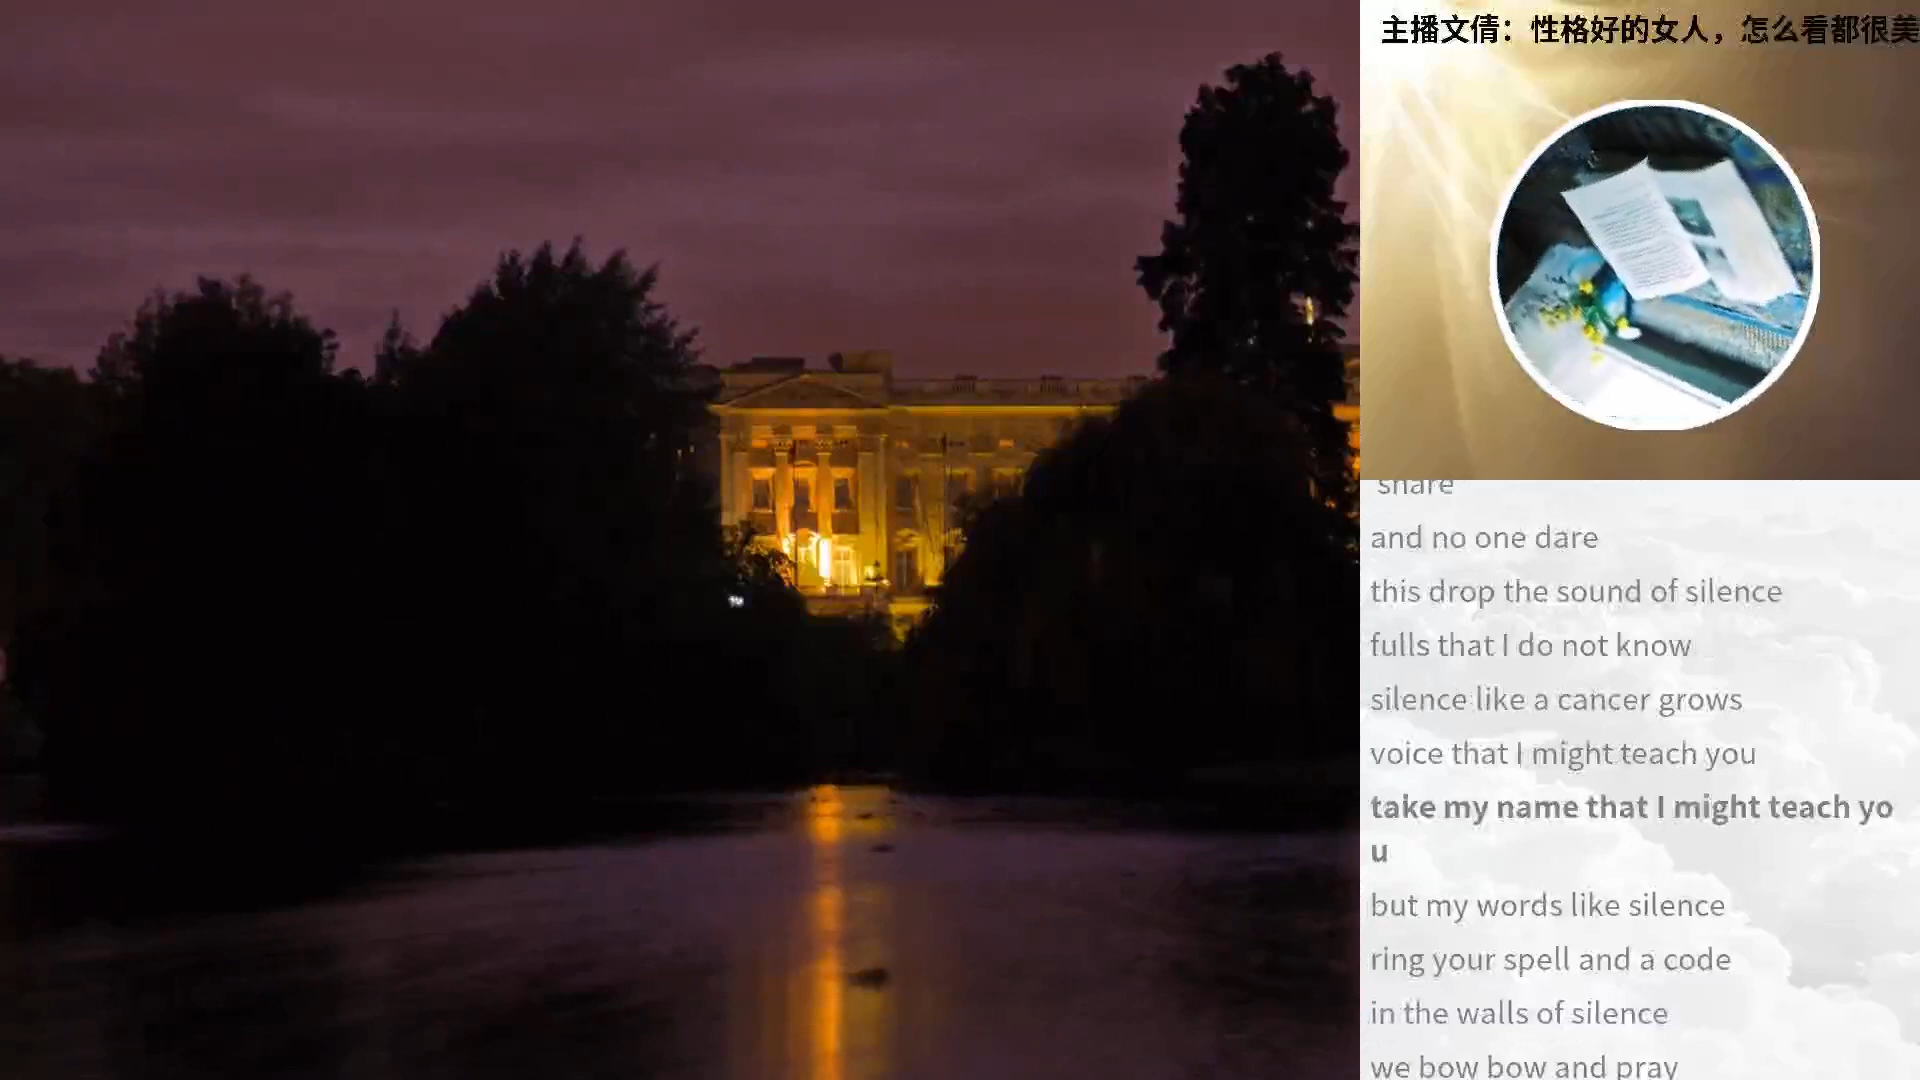 主播文倩：性格好的女人，怎么看都很美
share
and no one dare
this drop the sound of silence
fulls that I do not know
silence like a cancer grows
voice that I might teach you
take my name that I might teach yo
u
but my words like silence
ring your spell and a code
in the walls of silence
we bow bow and pray